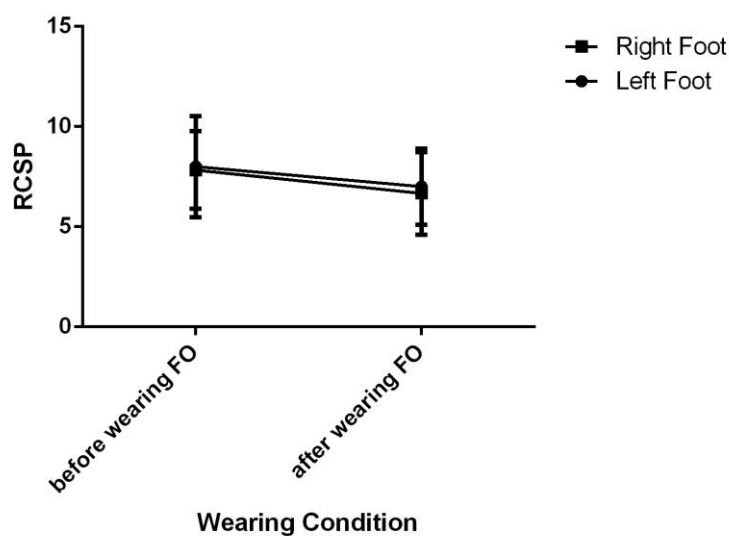 15
10
5
0
RCSP
before wearing FO
after wearing FO
Wearing Condition
Right Foot
Left Foot